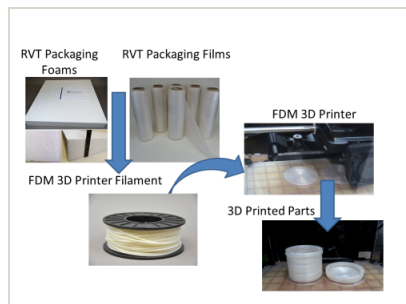 RVT Packaging
Foams
RVT Packaging Films
FDM 3D Printer
FDM 3D Printer Filament
3D Printed Parts